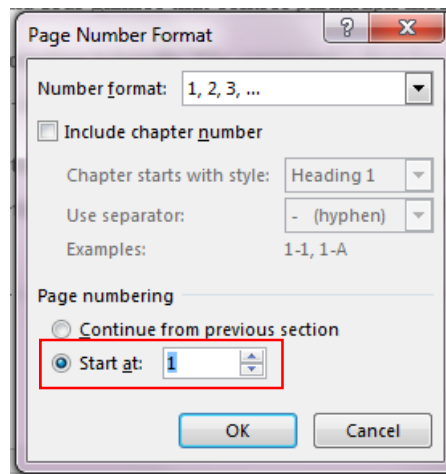 Page Number Format
Number format: 1, 2, 3, ...
Include chapter number
Chapter starts with style: Heading 1
Use separator: - (hyphen)
Examples: 1-1, 1-A
Page numbering
Continue from previous section
Start at: 1
OK Cancel